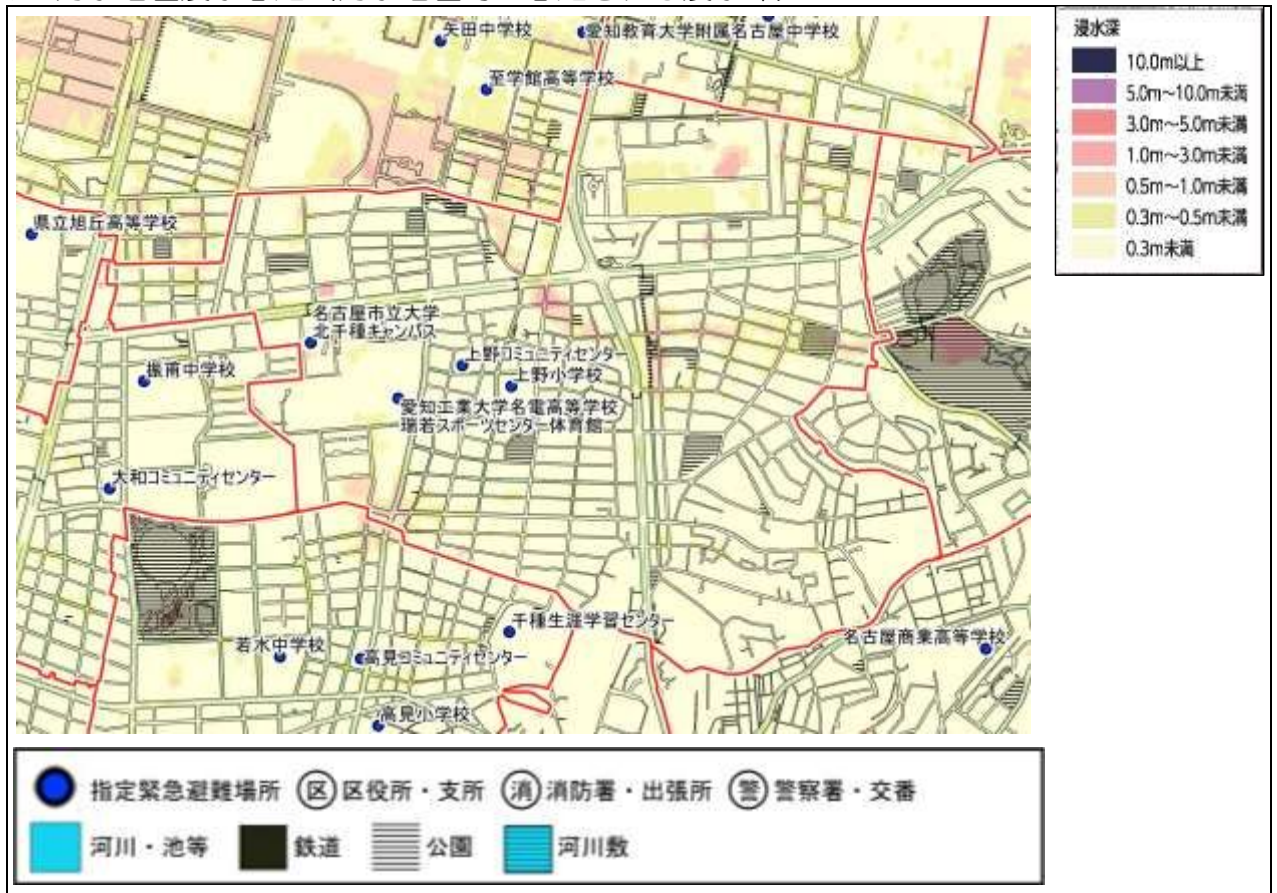 矢田中学校
愛知教育大学附属名古屋中学校
至学館高等学校
県立旭丘高等学校
名古屋市立大学
北千種キャンパス
上野コミュニティセンター
振甫中学校
上野小学校
愛知工業大学名電高等学校
瑞若スポーツセンター体育館
大和コミュニティセンター
千種生涯学習センター
若水中学校
高見コミュニティセンター
名古屋商業高等学校
高見小学校
浸水深
10.0m以上
5.0m～10.0m未満
3.0m～5.0m未満
1.0m～3.0m未満
0.5m～1.0m未満
0.3m～0.5m未満
0.3m未満
指定緊急避難場所 区 区役所・支所 消 消防署・出張所 警 警察署・交番
河川・池等 鉄道 公園 河川敷